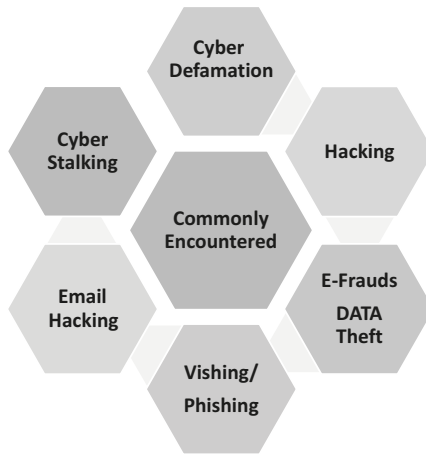 Cyber
Defamation
Cyber
Stalking
Hacking
Commonly
Encountered
E-Frauds
DATA
Theft
Email
Hacking
Vishing/
Phishing